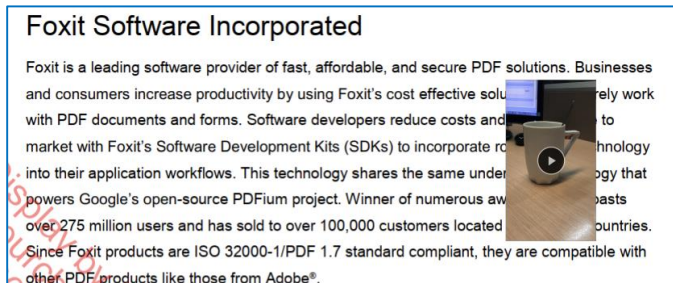 Foxit Software Incorporated
Foxit is a leading software provider of fast, affordable, and secure PDF solutions. Businesses
and consumers increase productivity by using Foxit's cost effective solu rely work
with PDF documents and forms. Software developers reduce costs and to
market with Foxit's Software Development Kits (SDKs) to incorporate ro hnology
into their application workflows. This technology shares the same under ogy that
powers Google's open-source PDFium project. Winner of numerous aw oasts
over 275 million users and has sold to over 100,000 customers located ountries.
Since Foxit products are ISO 32000-1/PDF 1.7 standard compliant, they are compatible with
other PDF products like those from Adobe®.